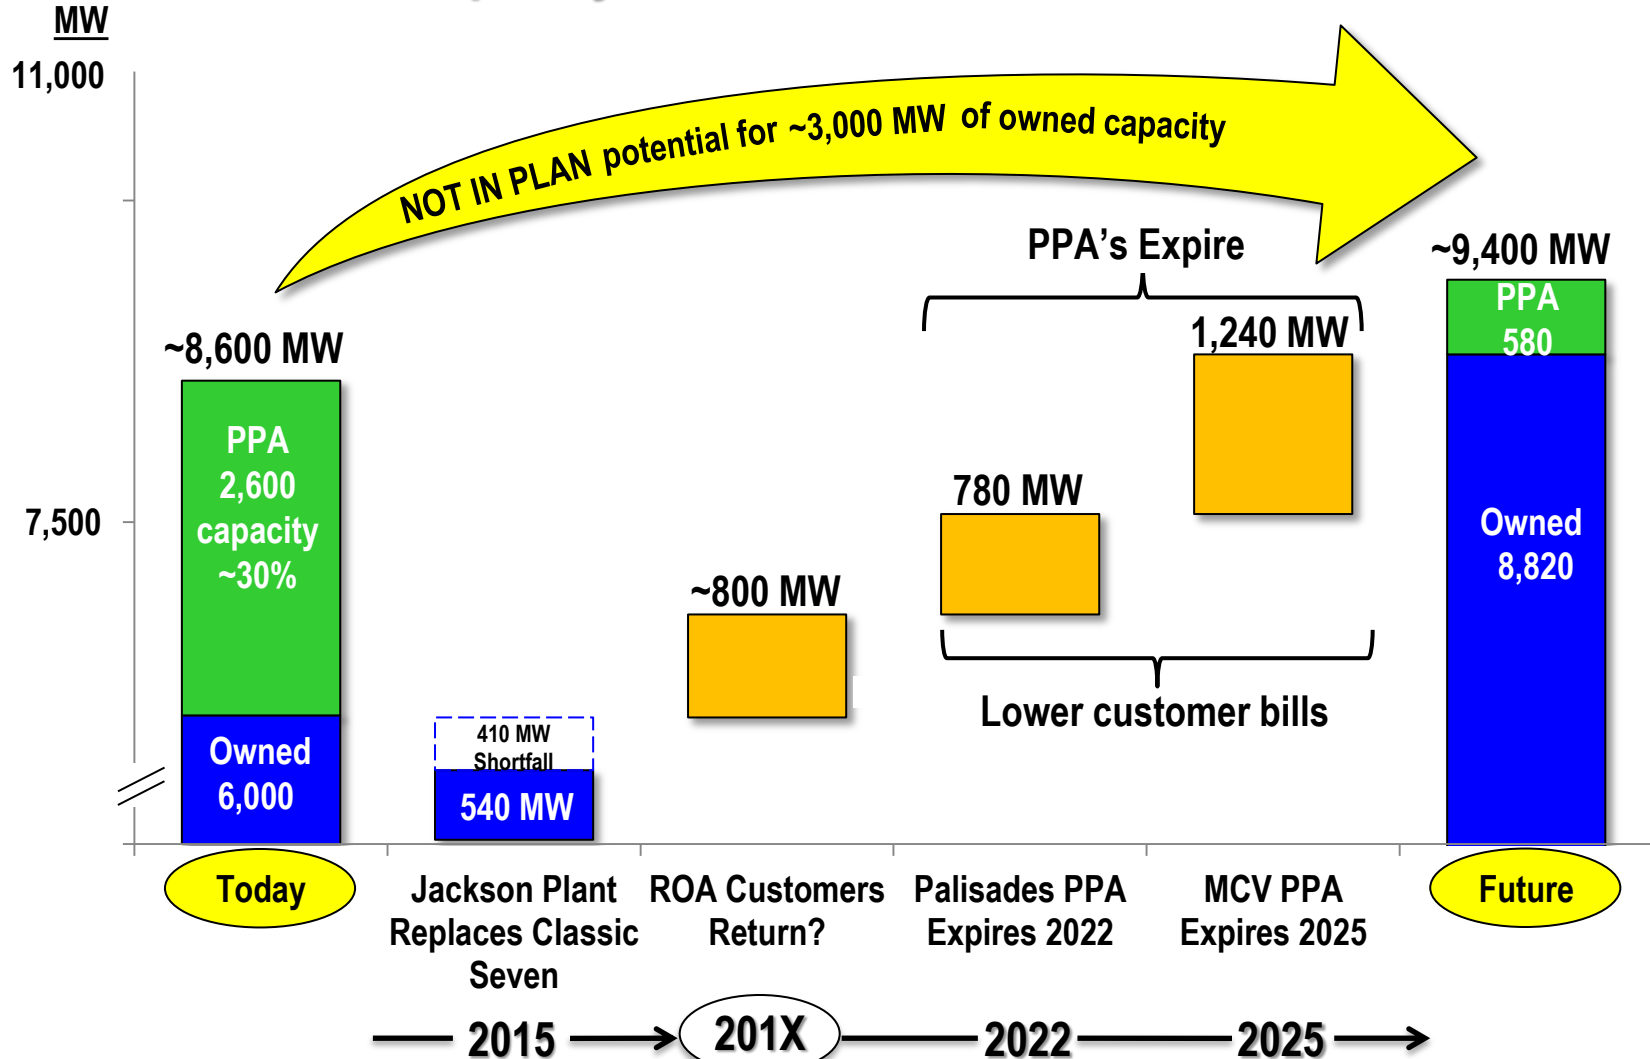 MW
11,000
NOT IN PLAN potential for ~3,000 MW of owned capacity
PPA's Expire
~9,400 MW
PPA
580
1,240 MW
~8,600 MW
PPA
2,600
capacity
~30%
780 MW
7,500
Owned
8,820
~800 MW
Lower customer bills
410 MW
Shortfall
540 MW
Owned
6,000
Today
Jackson Plant
Replaces Classic
Seven
ROA Customers
Return?
Palisades PPA
Expires 2022
MCV PPA
Expires 2025
Future
2015
201X
2022
2025